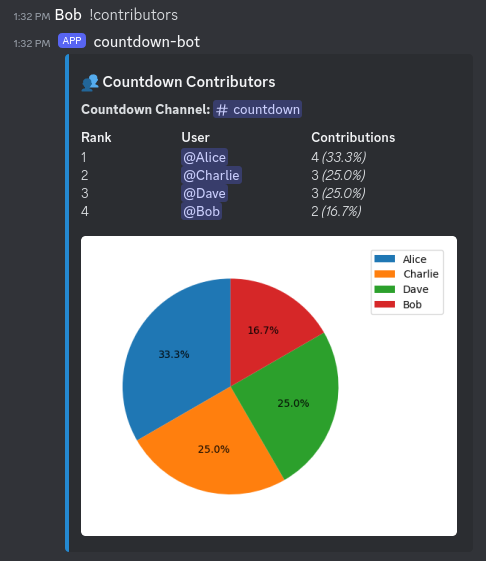 1:32 PM Bob !contributors
1:32 PM APP countdown-bot
👥 Countdown Contributors
Countdown Channel: # countdown
Rank User Contributions
1 @Alice 4 (33.3%)
2 @Charlie 3 (25.0%)
3 @Dave 3 (25.0%)
4 @Bob 2 (16.7%)
Alice
Charlie
Dave
Bob
16.7%
33.3%
25.0%
25.0%